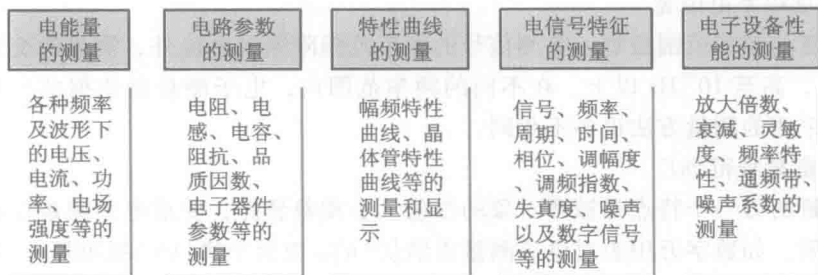 电能量
的测量
电路参数
的测量
特性曲线
的测量
电信号特征
的测量
电子设备性
能的测量
各种频率
及波形下
的电压、
电流、功
率、电场
强度等的
测量
电阻、电
感、电容、
阻抗、品
质因数、
电子器件
参数等的
测量
幅频特性
曲线、晶
体管特性
曲线等的
测量和显
示
信号、频率、
周期、时间、
相位、调幅度
、调频指数、
失真度、噪声
以及数字信号
等的测量
放大倍数、
衰减、灵敏
度、频率特
性、通频带、
噪声系数的
测量